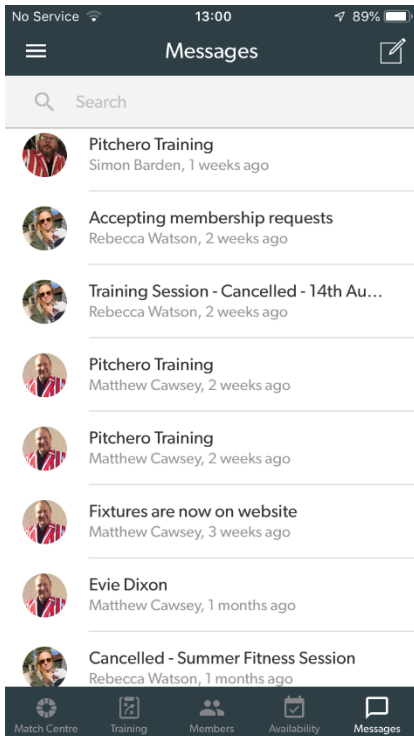 No Service 13:00 89%
Messages
Search
Pitchero Training
Simon Barden, 1 weeks ago
Accepting membership requests
Rebecca Watson, 2 weeks ago
Training Session - Cancelled - 14th Au...
Rebecca Watson, 2 weeks ago
Pitchero Training
Matthew Cawsey, 2 weeks ago
Pitchero Training
Matthew Cawsey, 2 weeks ago
Fixtures are now on website
Matthew Cawsey, 3 weeks ago
Evie Dixon
Matthew Cawsey, 1 months ago
Cancelled - Summer Fitness Session
Rebecca Watson, 1 months ago
Match Centre Training Members Availability Messages